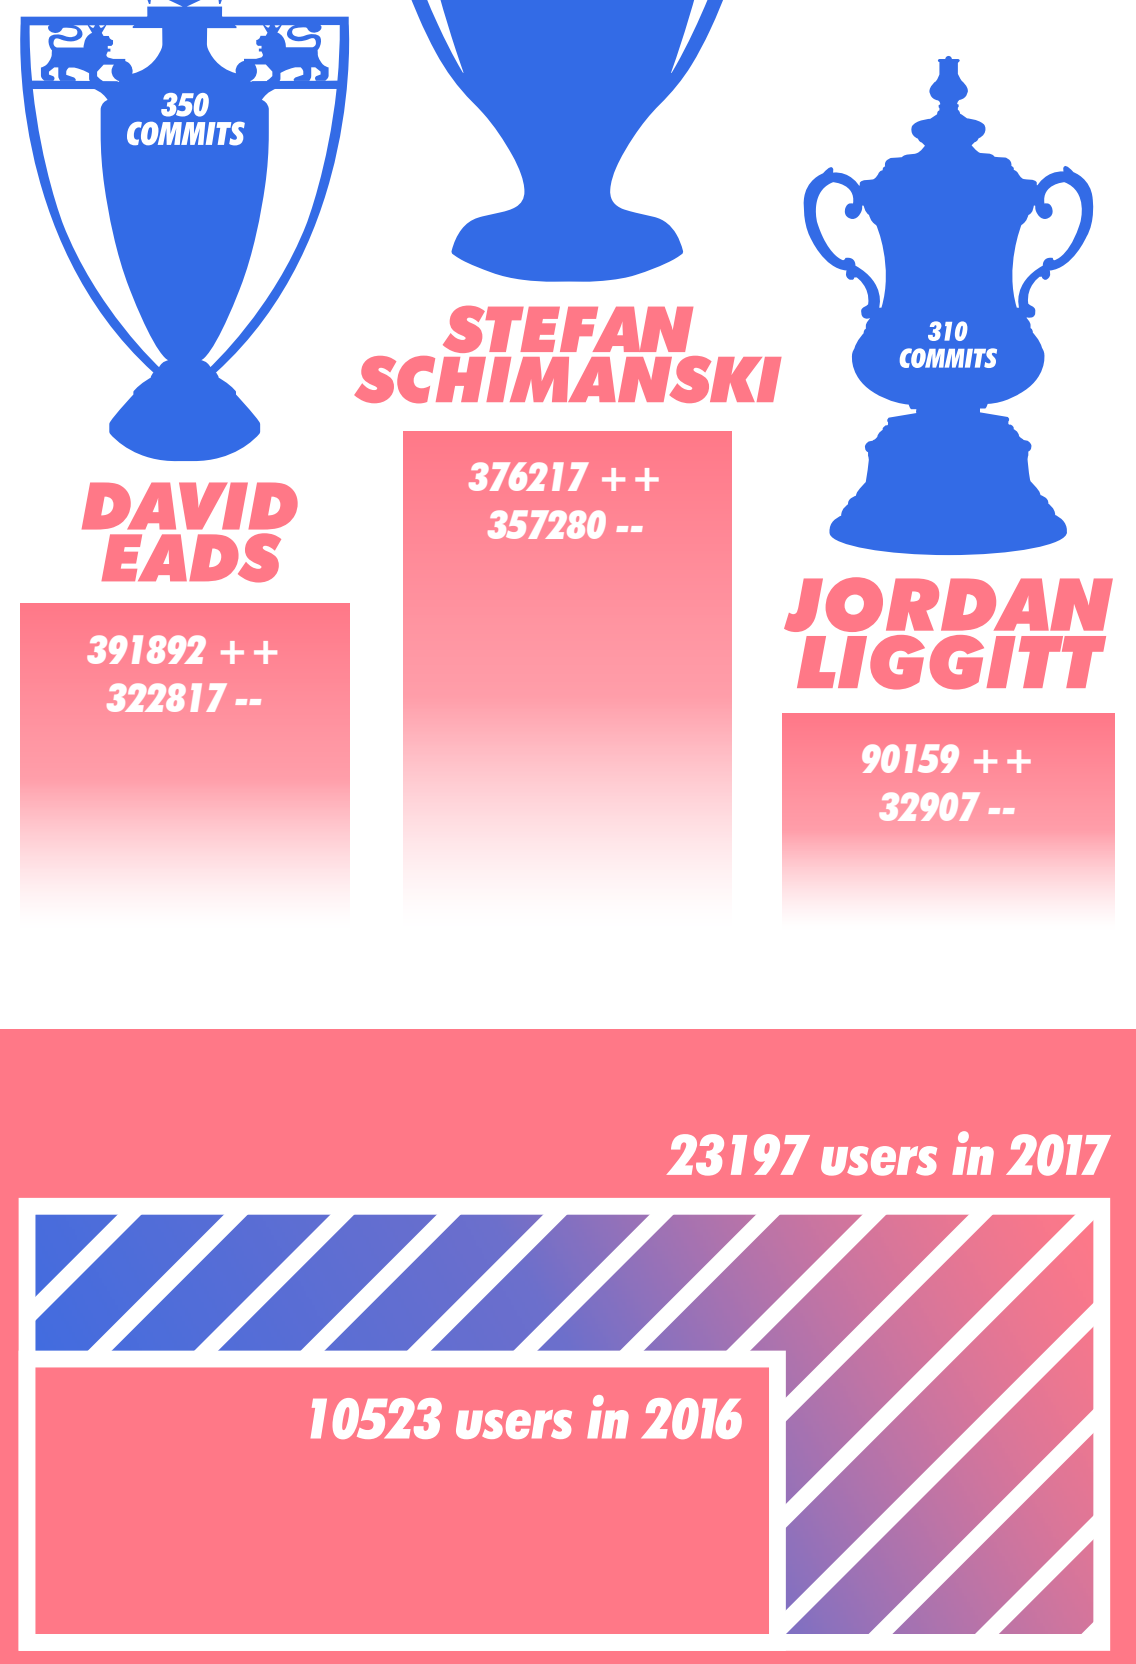 350
COMMITS
DAVID
EADS
391892 ++
322817 --
STEFAN
SCHIMANSKI
376217 ++
357280 --
310
COMMITS
JORDAN
LIGGITT
90159 ++
32907 --
23197 users in 2017
10523 users in 2016